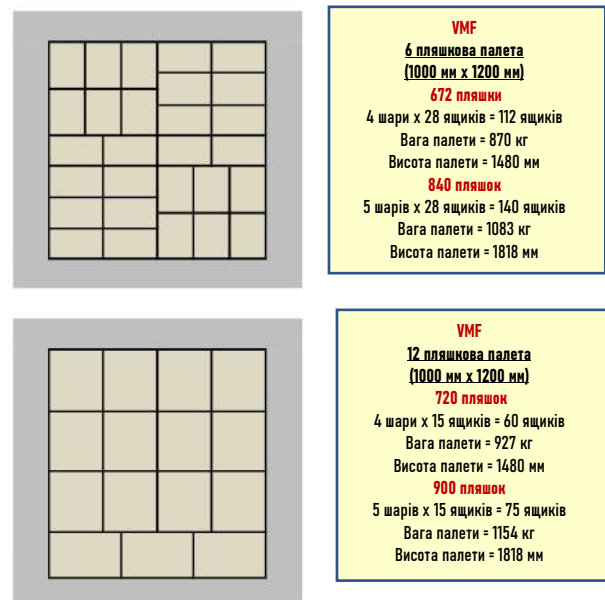 VMF
6 пляшкова палета
(1000 мм х 1200 мм)
672 пляшки
4 шари х 28 ящиків = 112 ящиків
Вага палети = 870 кг
Висота палети = 1480 мм
840 пляшок
5 шарів х 28 ящиків = 140 ящиків
Вага палети = 1083 кг
Висота палети = 1818 мм
VMF
12 пляшкова палета
(1000 мм х 1200 мм)
720 пляшок
4 шари х 15 ящиків = 60 ящиків
Вага палети = 927 кг
Висота палети = 1480 мм
900 пляшок
5 шарів х 15 ящиків = 75 ящиків
Вага палети = 1154 кг
Висота палети = 1818 мм